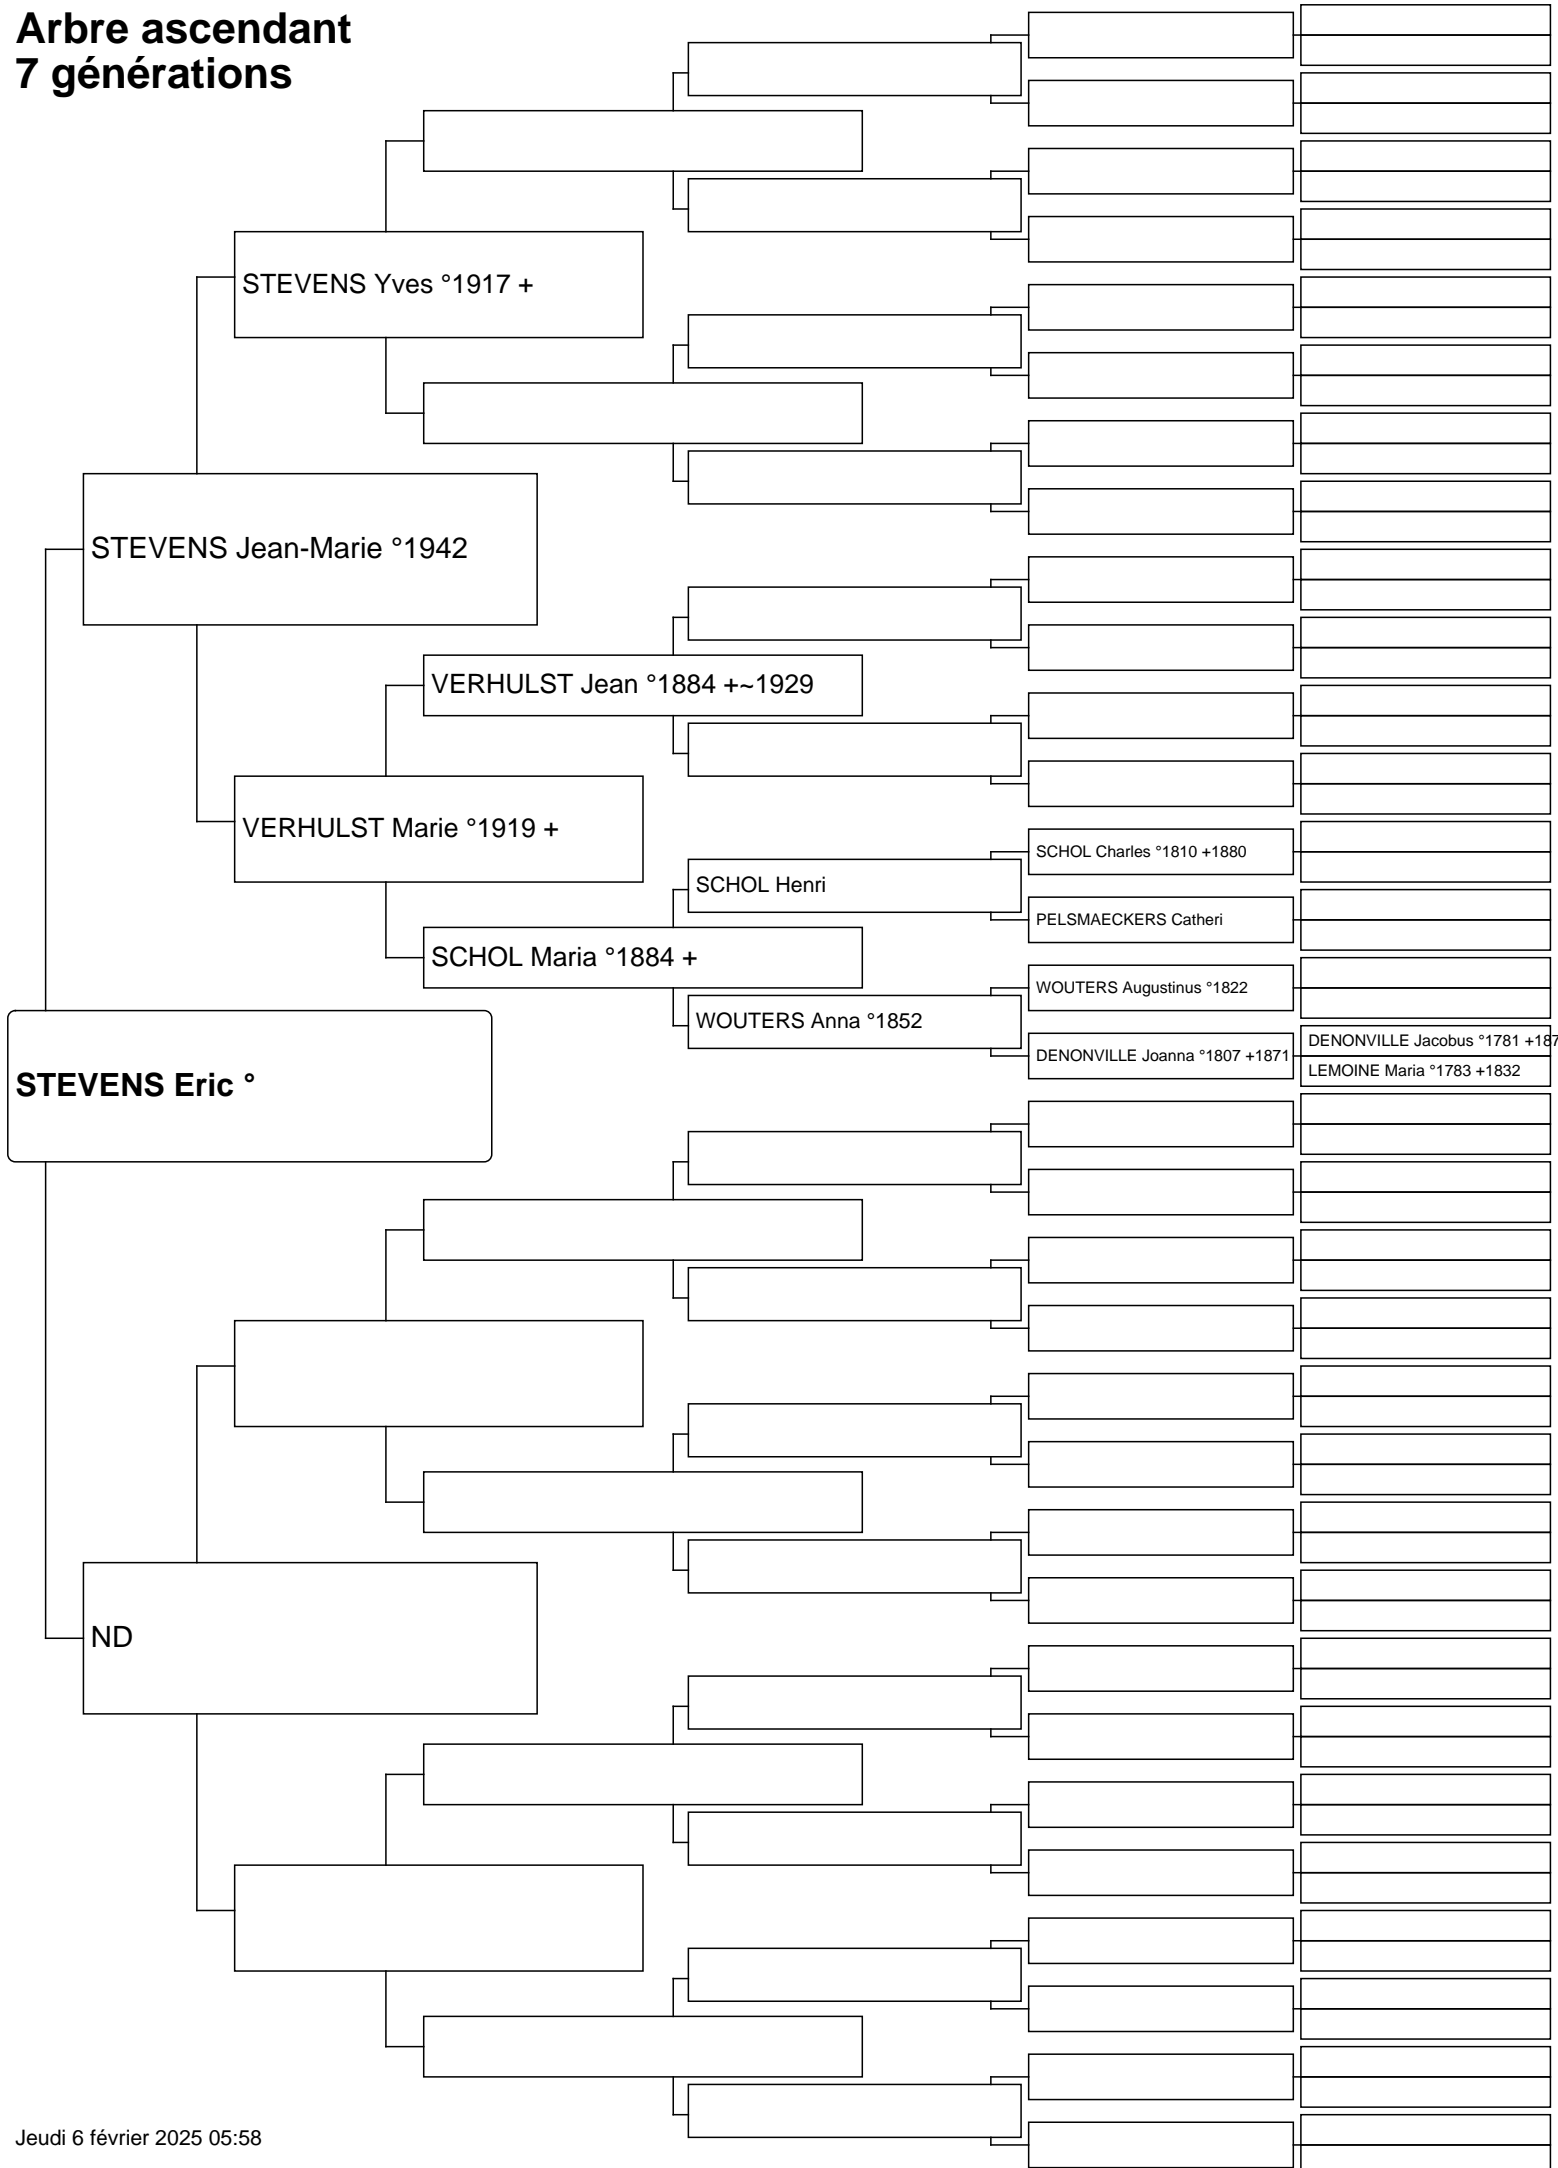 Arbre ascendant
7 générations
STEVENS Yves °1917 +
STEVENS Jean-Marie °1942
VERHULST Jean °1884 +~1929
VERHULST Marie °1919 +
SCHOL Charles °1810 +1880
SCHOL Henri
PELSMAECKERS Catheri
SCHOL Maria °1884 +
WOUTERS Augustinus °1822
WOUTERS Anna °1852
DENONVILLE Jacobus °1781 +187
DENONVILLE Joanna °1807 +1871
LEMOINE Maria °1783 +1832
STEVENS Eric °
ND
Jeudi 6 février 2025 05:58